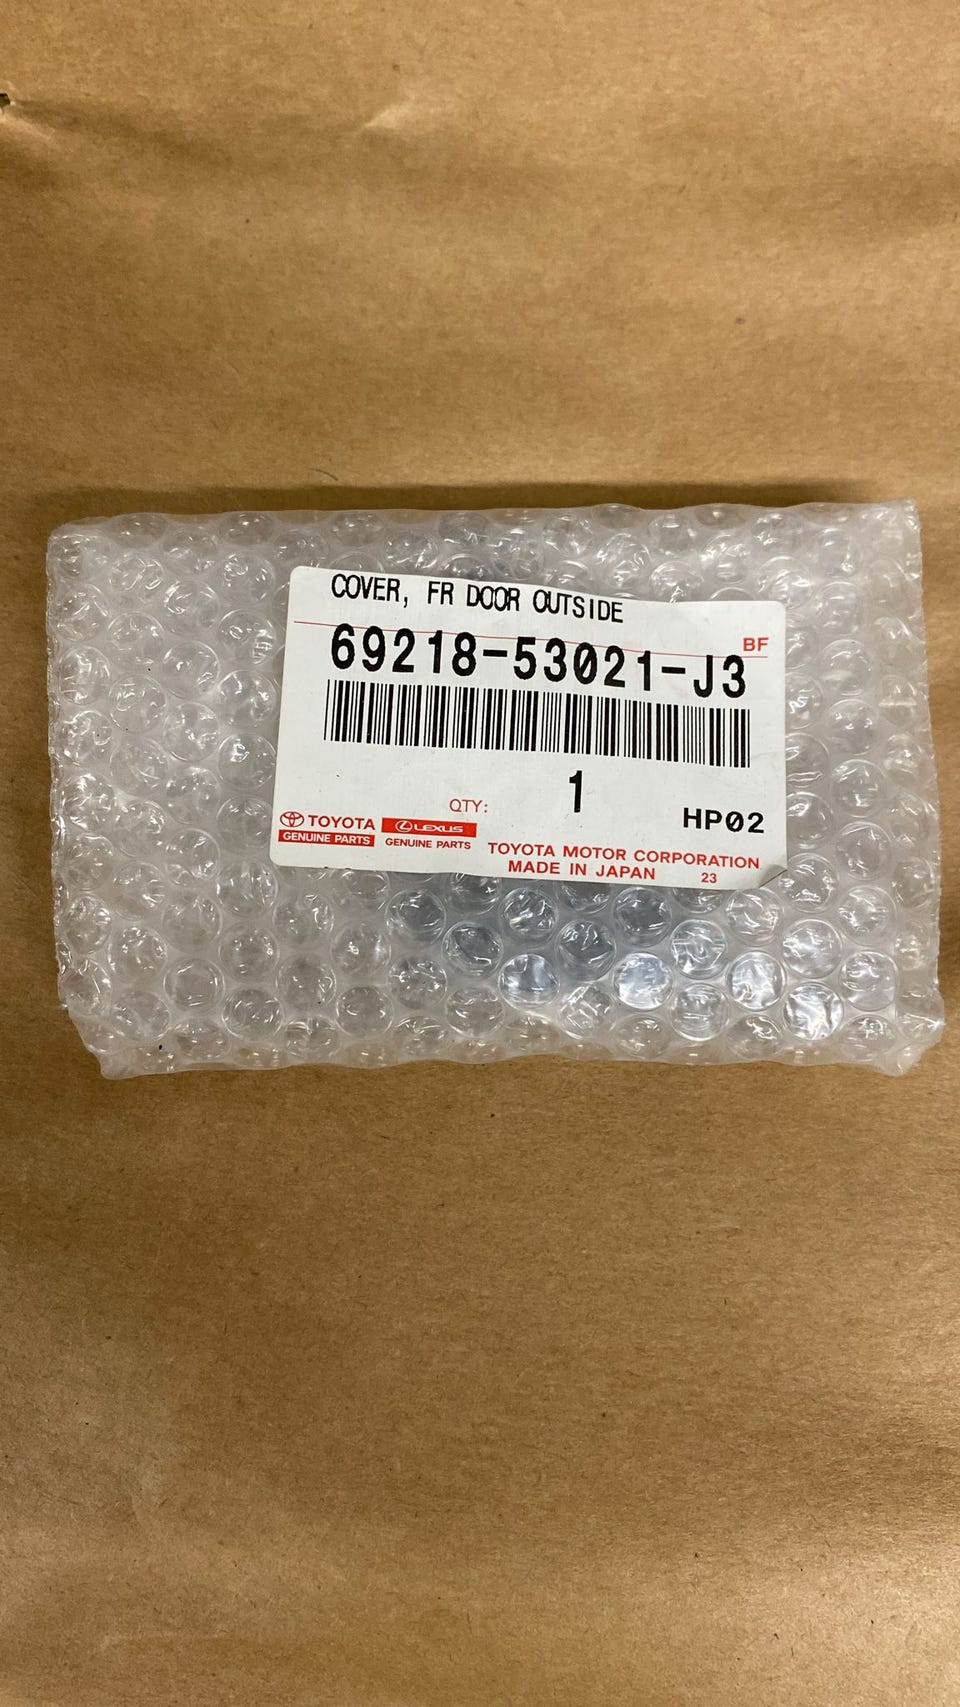 COVER, FR DOOR OUTSIDE
BF
69218-53021-J3
QTY: 1
HP02
TOYOTA
GENUINE PARTS
LEXUS
GENUINE PARTS
TOYOTA MOTOR CORPORATION
MADE IN JAPAN 23